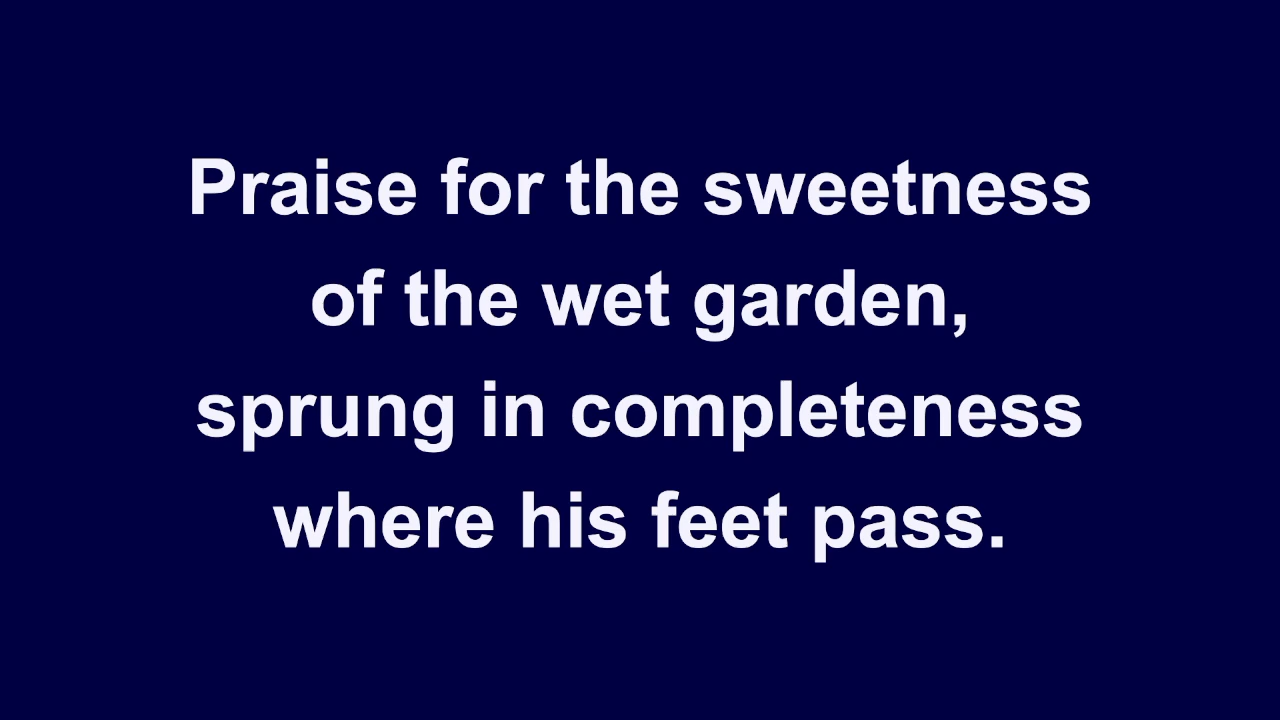 Praise for the sweetness
of the wet garden,
sprung in completeness
where his feet pass.